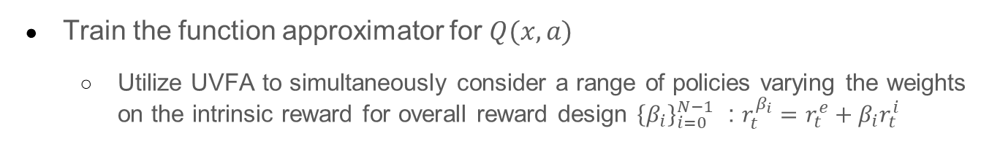 ● Train the function approximator for 𝑄(𝑥, 𝑎)
○ Utilize UVFA to simultaneously consider a range of policies varying the weights
on the intrinsic reward for overall reward design $\{\beta_i\}_{i=0}^{N-1} : r_t^{\beta_i} = r_t^e + \beta_i r_t^i$